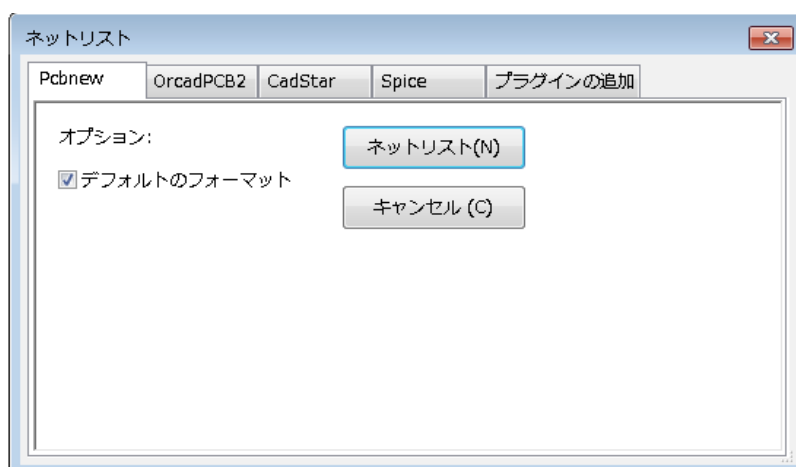 ネットリスト
Pcbnew OrcadPCB2 CadStar Spice プラグインの追加
オプション:
ネットリスト(N)
デフォルトのフォーマット
キャンセル (C)